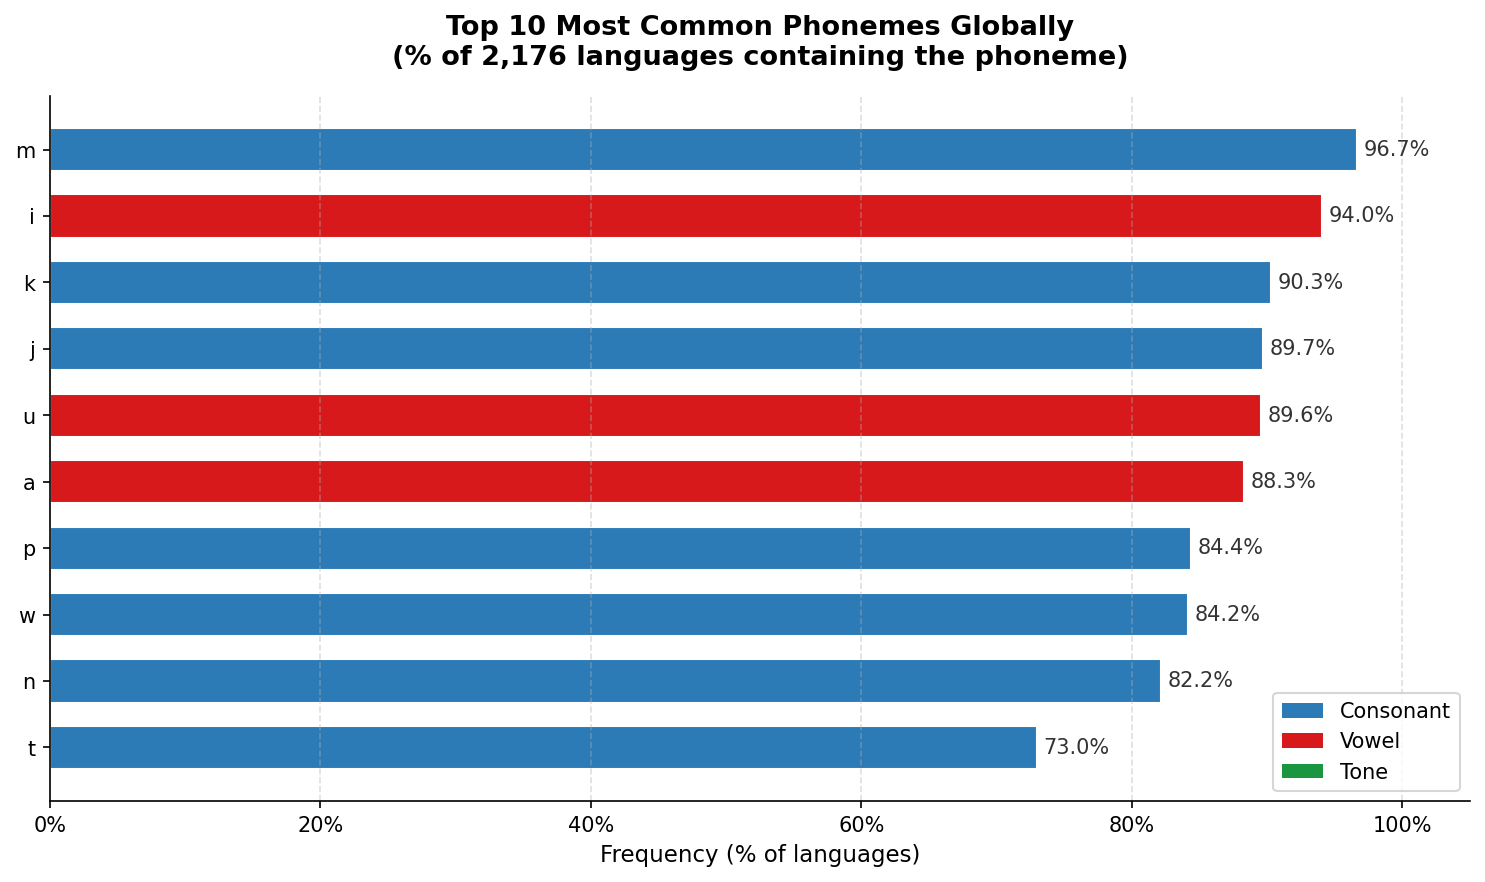 Top 10 Most Common Phonemes Globally
(% of 2,176 languages containing the phoneme)
m 96.7%
i 94.0%
k 90.3%
j 89.7%
u 89.6%
a 88.3%
p 84.4%
w 84.2%
n 82.2%
t 73.0%
Consonant
Vowel
Tone
0% 20% 40% 60% 80% 100%
Frequency (% of languages)